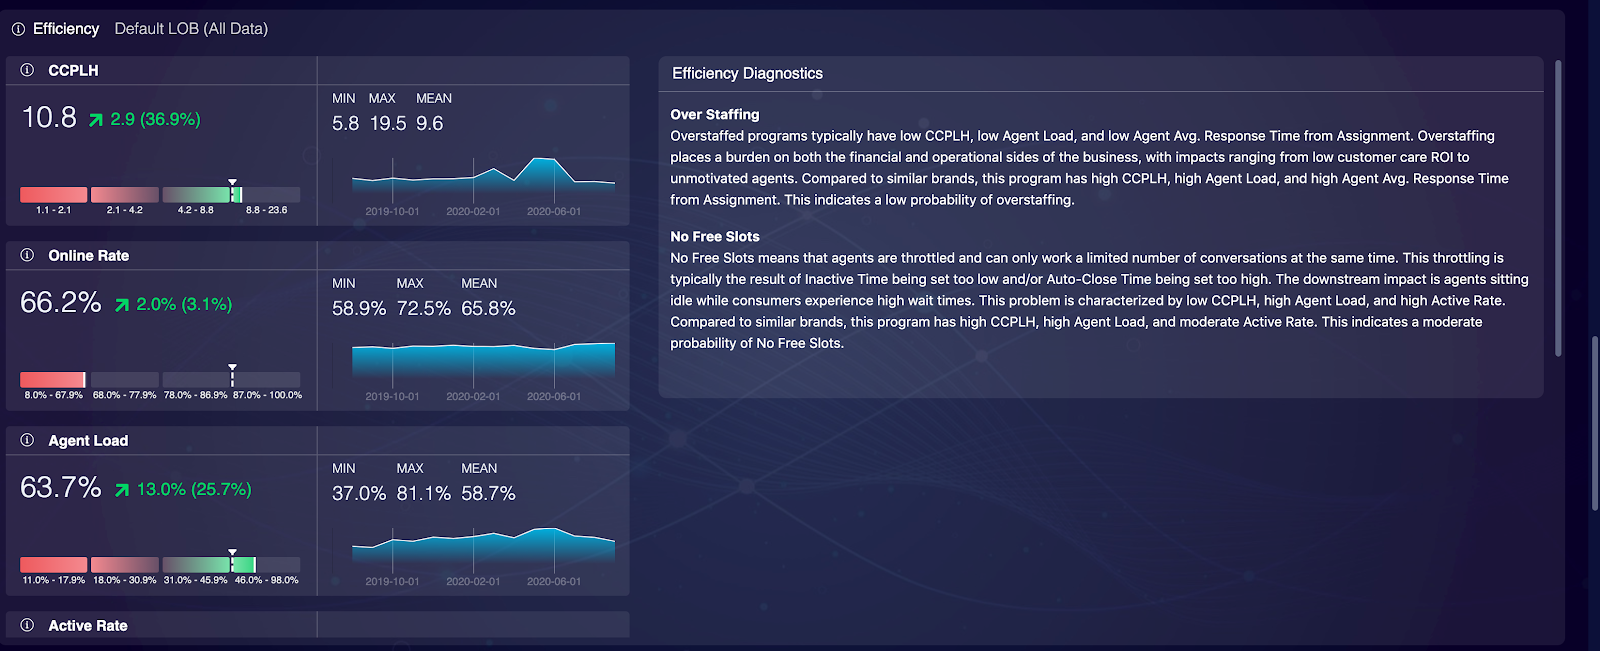 Efficiency Default LOB (All Data)
CCPLH
10.8 2.9 (36.9%)
1.1 - 2.1 2.1 - 4.2 4.2 - 8.8 8.8 - 23.6
MIN MAX MEAN
5.8 19.5 9.6
2019-10-01 2020-02-01 2020-06-01
Online Rate
66.2% 2.0% (3.1%)
8.0% - 67.9% 68.0% - 77.9% 78.0% - 86.9% 87.0% - 100.0%
MIN MAX MEAN
58.9% 72.5% 65.8%
2019-10-01 2020-02-01 2020-06-01
Agent Load
63.7% 13.0% (25.7%)
11.0% - 17.9% 18.0% - 30.9% 31.0% - 45.9% 46.0% - 98.0%
MIN MAX MEAN
37.0% 81.1% 58.7%
2019-10-01 2020-02-01 2020-06-01
Active Rate
Efficiency Diagnostics
Over Staffing
Overstaffed programs typically have low CCPLH, low Agent Load, and low Agent Avg. Response Time from Assignment. Overstaffing
places a burden on both the financial and operational sides of the business, with impacts ranging from low customer care ROI to
unmotivated agents. Compared to similar brands, this program has high CCPLH, high Agent Load, and high Agent Avg. Response Time
from Assignment. This indicates a low probability of overstaffing.
No Free Slots
No Free Slots means that agents are throttled and can only work a limited number of conversations at the same time. This throttling is
typically the result of Inactive Time being set too low and/or Auto-Close Time being set too high. The downstream impact is agents sitting
idle while consumers experience high wait times. This problem is characterized by low CCPLH, high Agent Load, and high Active Rate.
Compared to similar brands, this program has high CCPLH, high Agent Load, and moderate Active Rate. This indicates a moderate
probability of No Free Slots.